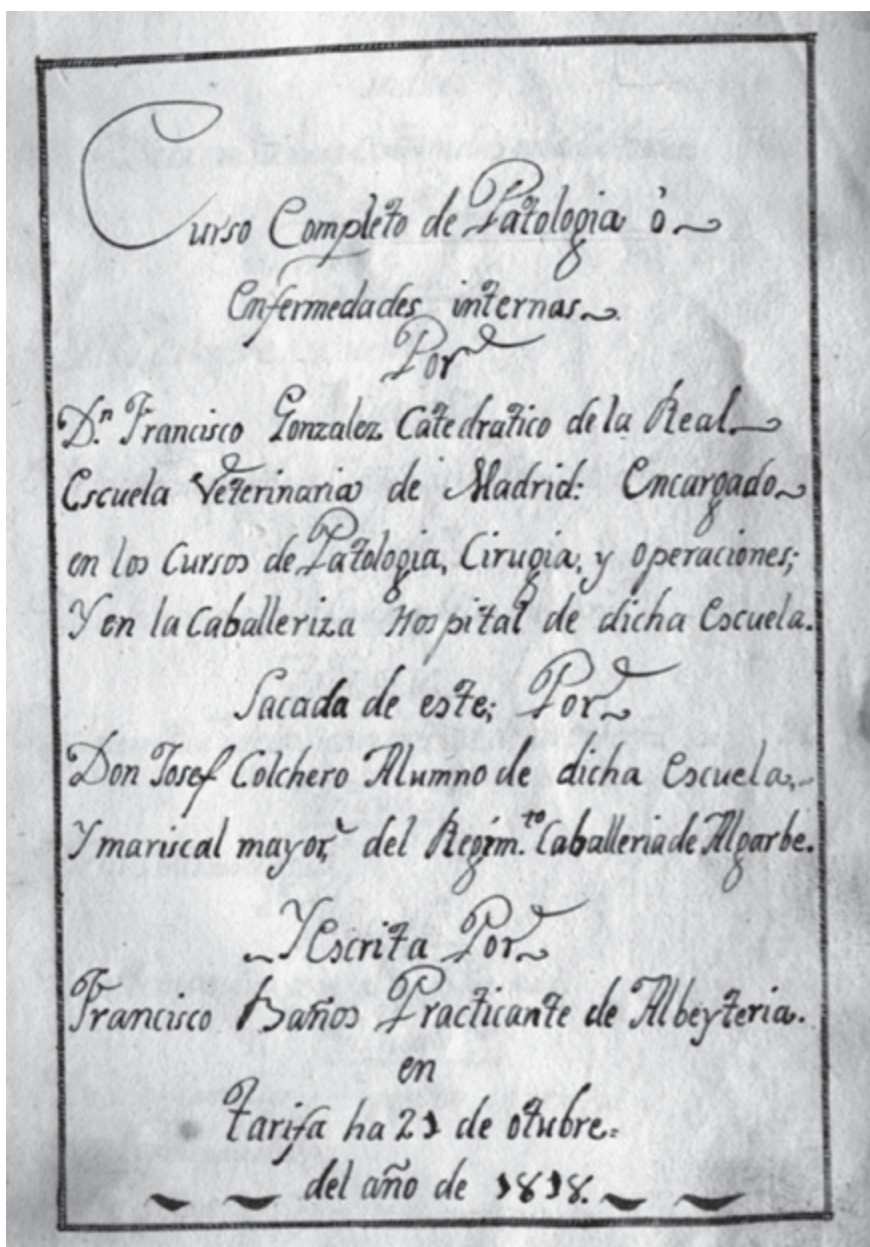 Curso Completo de Patologia ò
Enfermedades internas.
Por
D.ⁿ Francisco Gonzalez Catedratico de la Real
Escuela Veterinaria de Madrid: Encargado
en los Cursos de Patologia, Cirugia, y Operaciones;
Y en la Caballeriza Hospital de dicha Escuela.
Sacada de este; Por
Don Josef Colchero Alumno de dicha Escuela,
Y mariscal mayor, del Regim.ᵗᵒ Caballeria de Algarbe.
Y Escrita Por
Francisco Baños Practicante de Albeyteria.
en
Tarifa ha 21 de otubre=
del año de 1818.